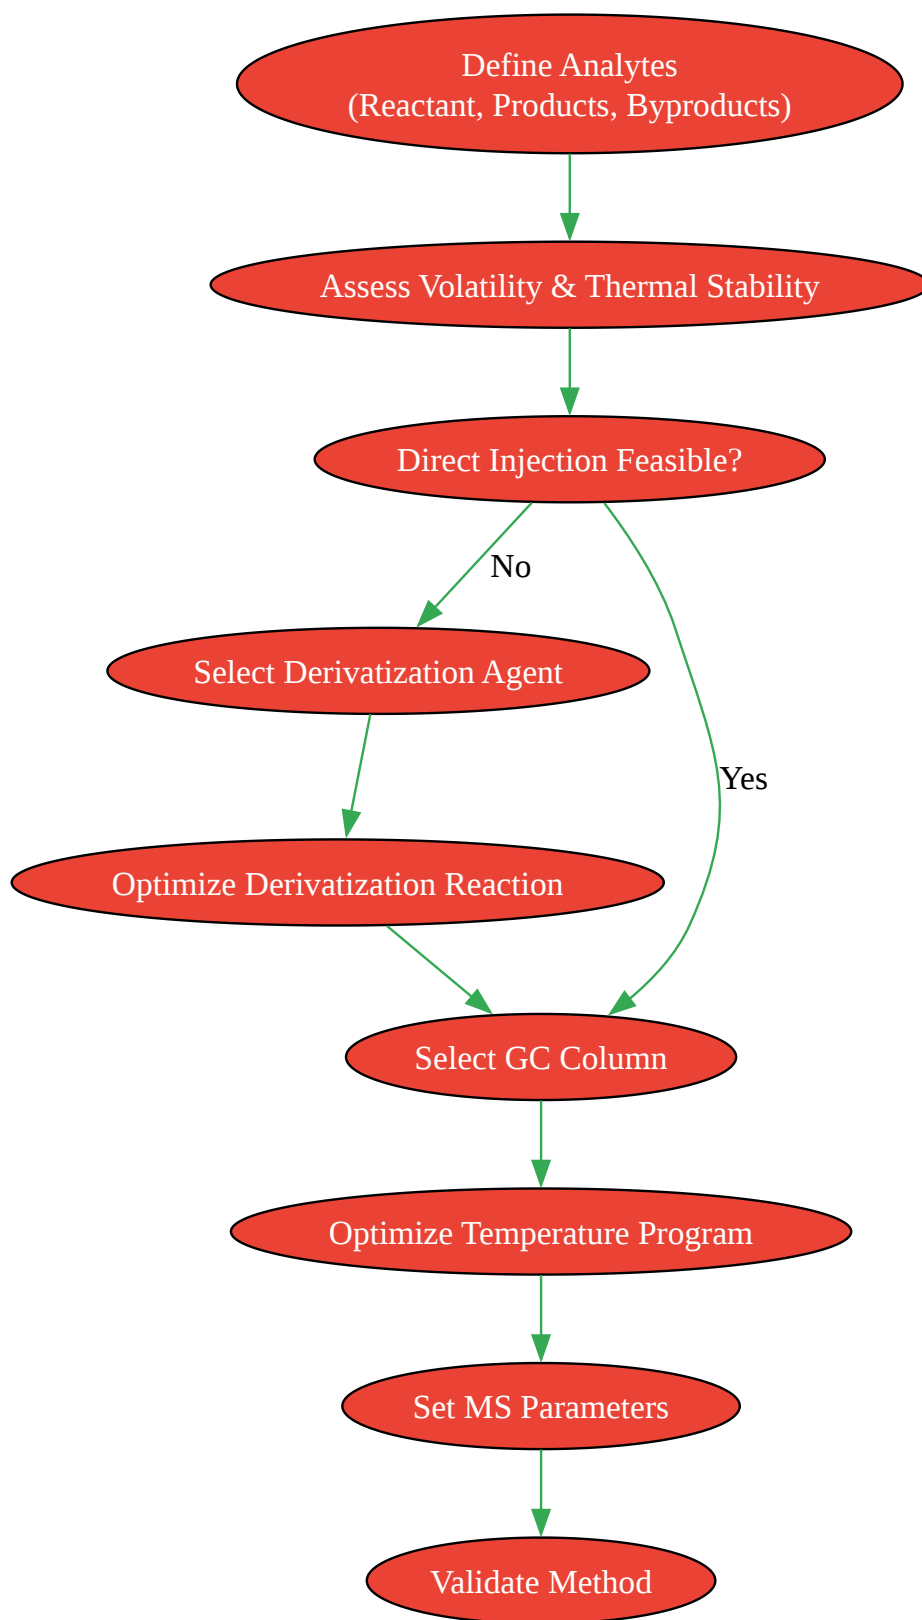 Define Analytes
(Reactant, Products, Byproducts)
Assess Volatility & Thermal Stability
Direct Injection Feasible?
No
Select Derivatization Agent
Yes
Optimize Derivatization Reaction
Select GC Column
Optimize Temperature Program
Set MS Parameters
Validate Method